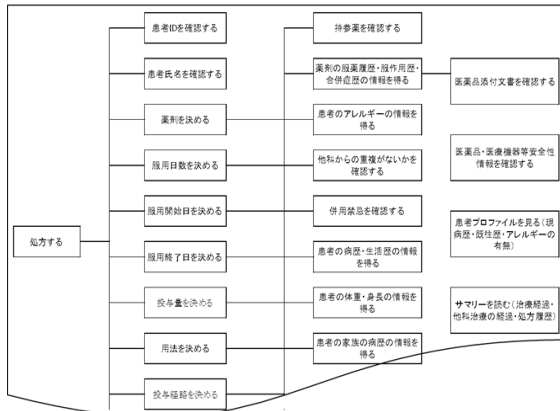 患者IDを確認する
患者氏名を確認する
薬剤を決める
服用日数を決める
服用開始日を決める
処方する
服用終了日を決める
投与量を決める
用法を決める
投与経路を決める
持参薬を確認する
薬剤の服薬履歴・服作用歴・
合併症歴の情報を得る
患者のアレルギーの情報を
得る
他科からの重複がないかを
確認する
併用禁忌を確認する
患者の病歴・生活歴の情報
を得る
患者の体重・身長の情報を
得る
患者の家族の病歴の情報を
得る
医薬品添付文書を確認する
医薬品・医療機器等安全性
情報を確認する
患者プロファイルを見る(現
病歴・既往歴・アレルギーの
有無)
サマリーを読む(治療経過・
他科治療の経過・処方履歴)